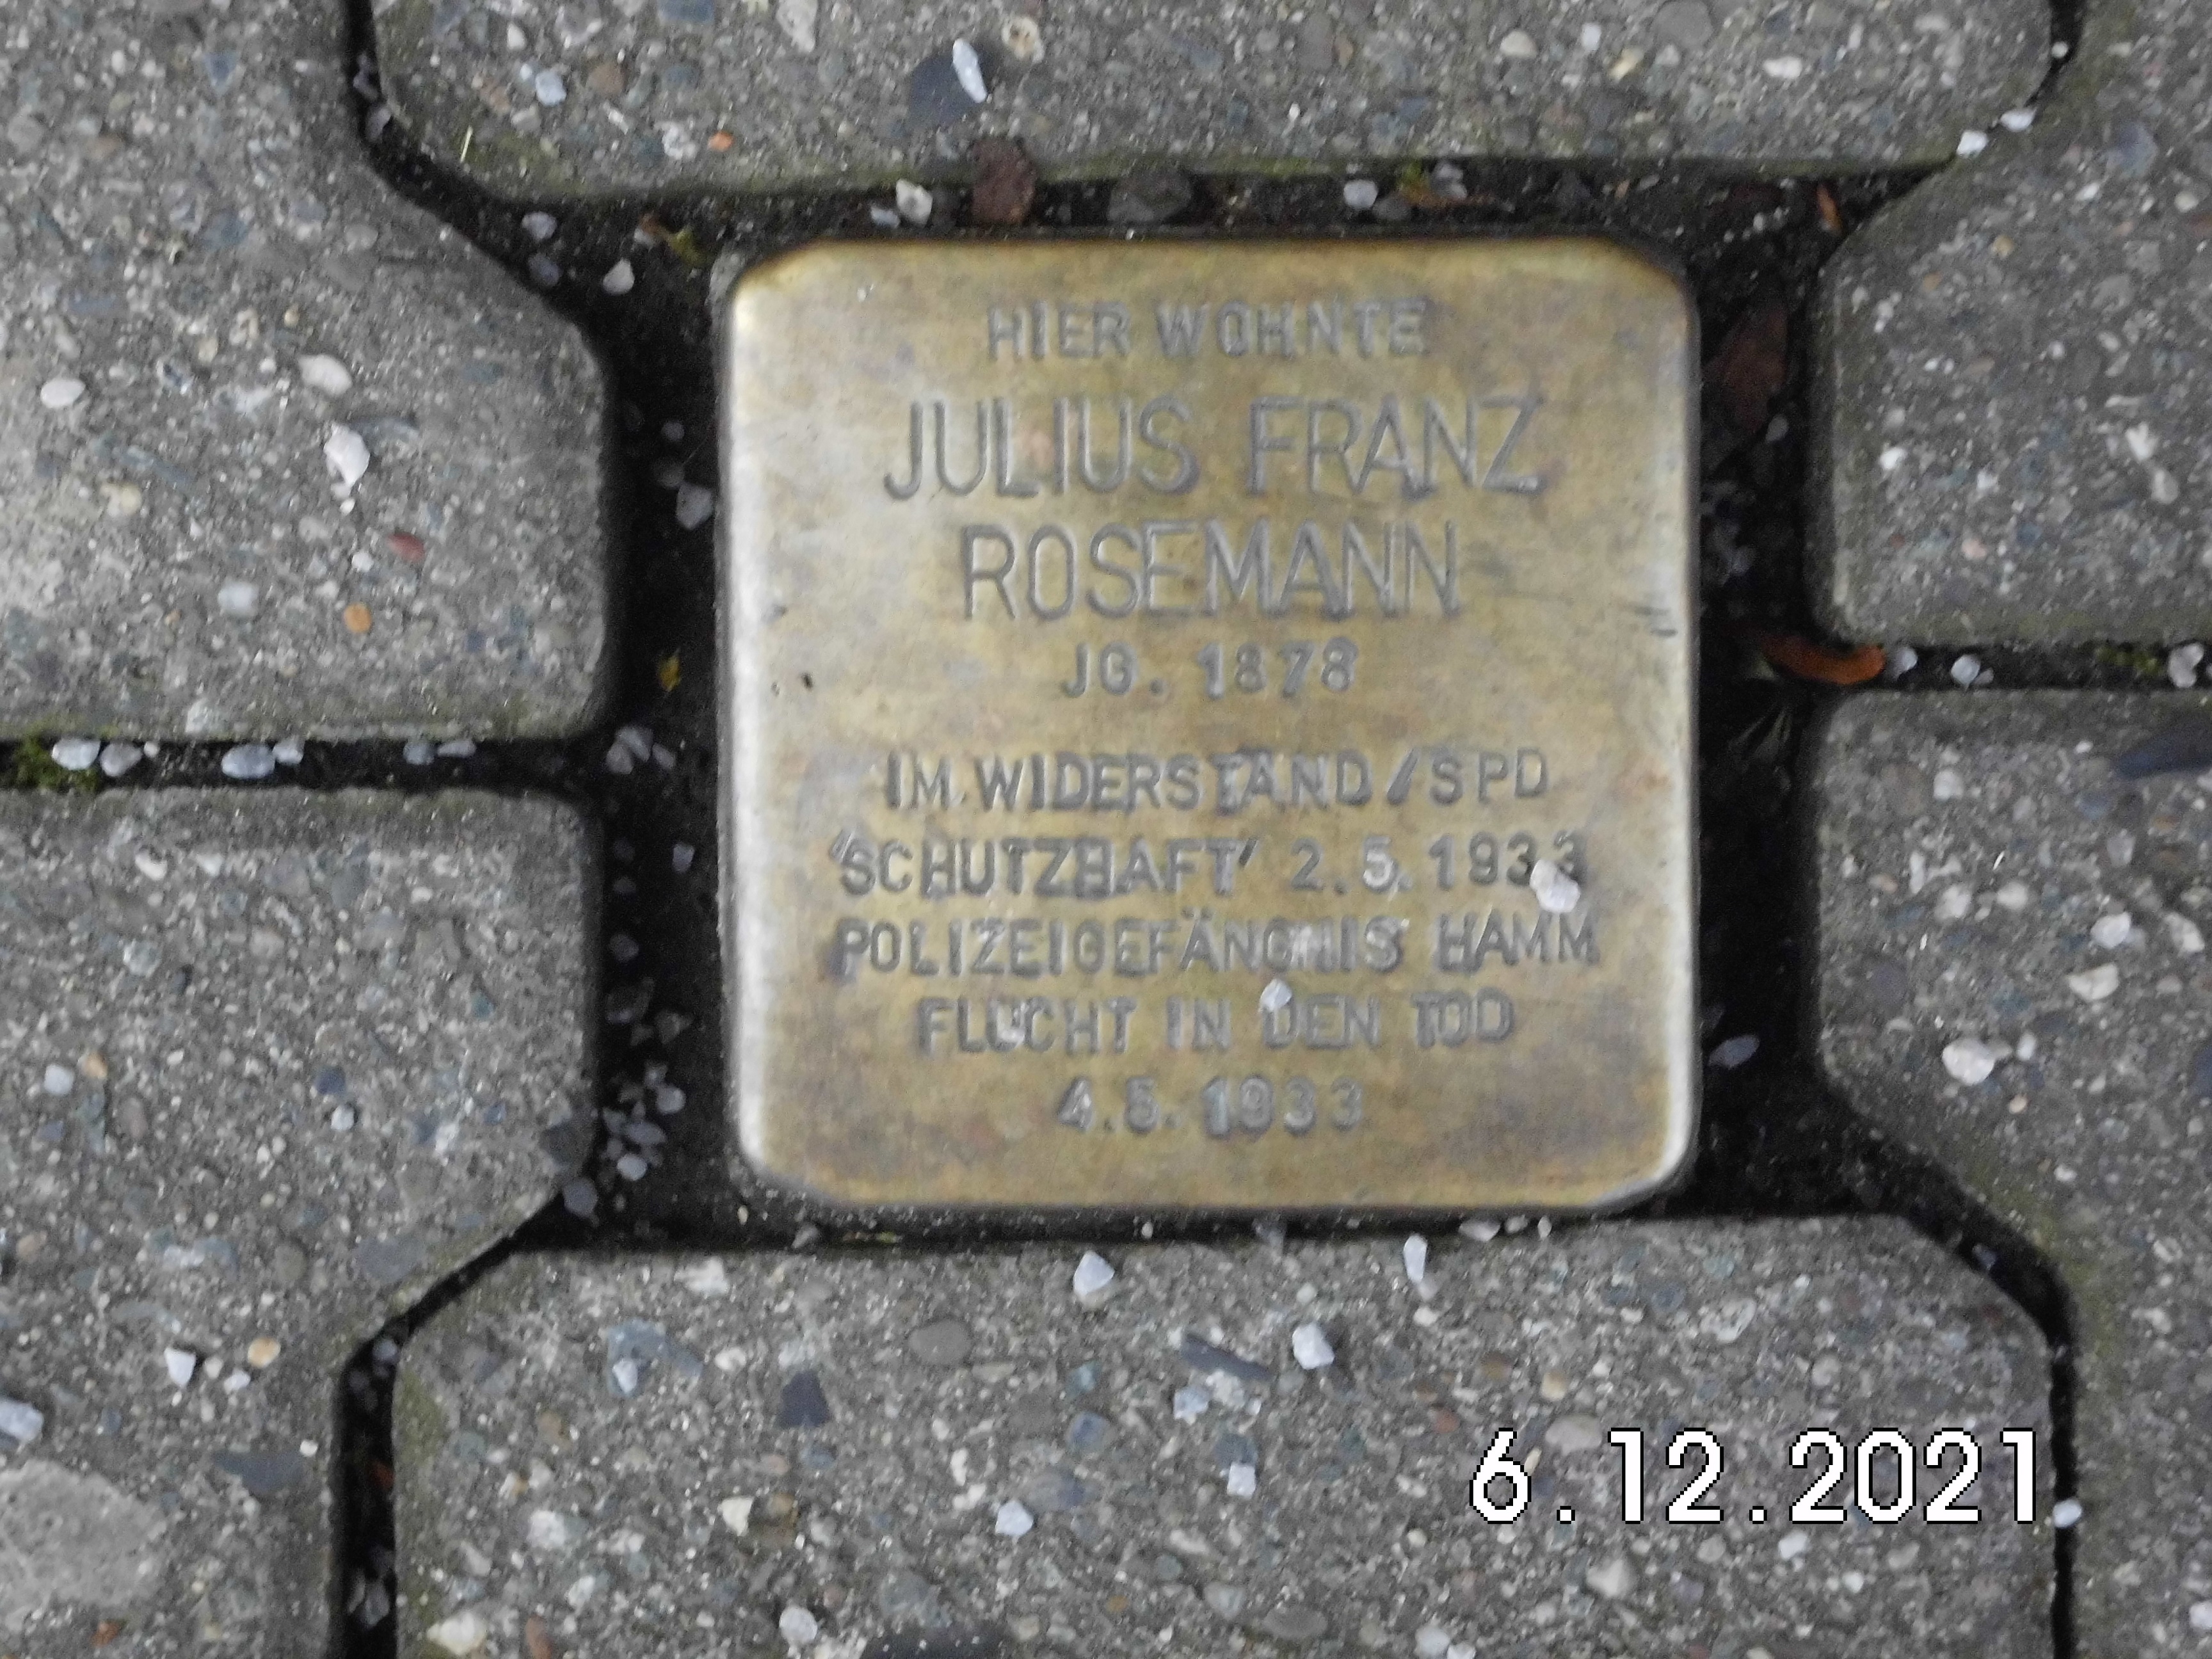 HIER WOHNTE
JULIUS FRANZ
ROSEMANN
JG. 1878
IM WIDERSTAND/SPD
'SCHUTZHAFT' 2.5.1933
POLIZEIGEFÄNGNIS HAMM
FLUCHT IN DEN TOD
4.5.1933
6.12.2021